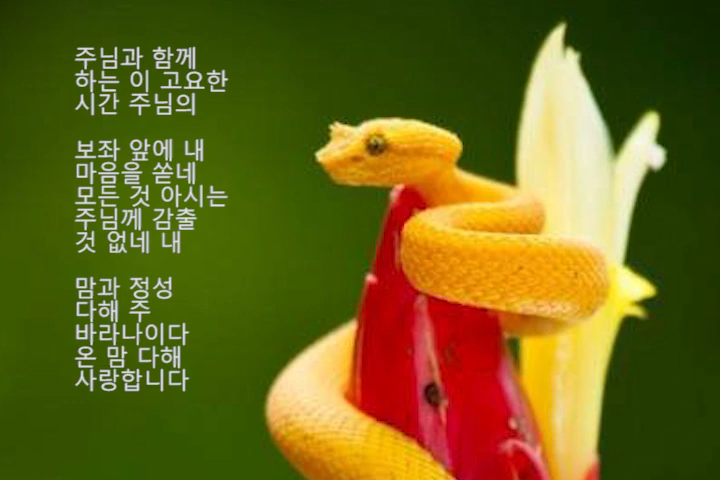 주님과 함께
하는 이 고요한
시간 주님의
보좌 앞에 내
마음을 쏟네
모든 것 아시는
주님께 감출
것 없네 내
맘과 정성
다해 주
바라나이다
온 맘 다해
사랑합니다